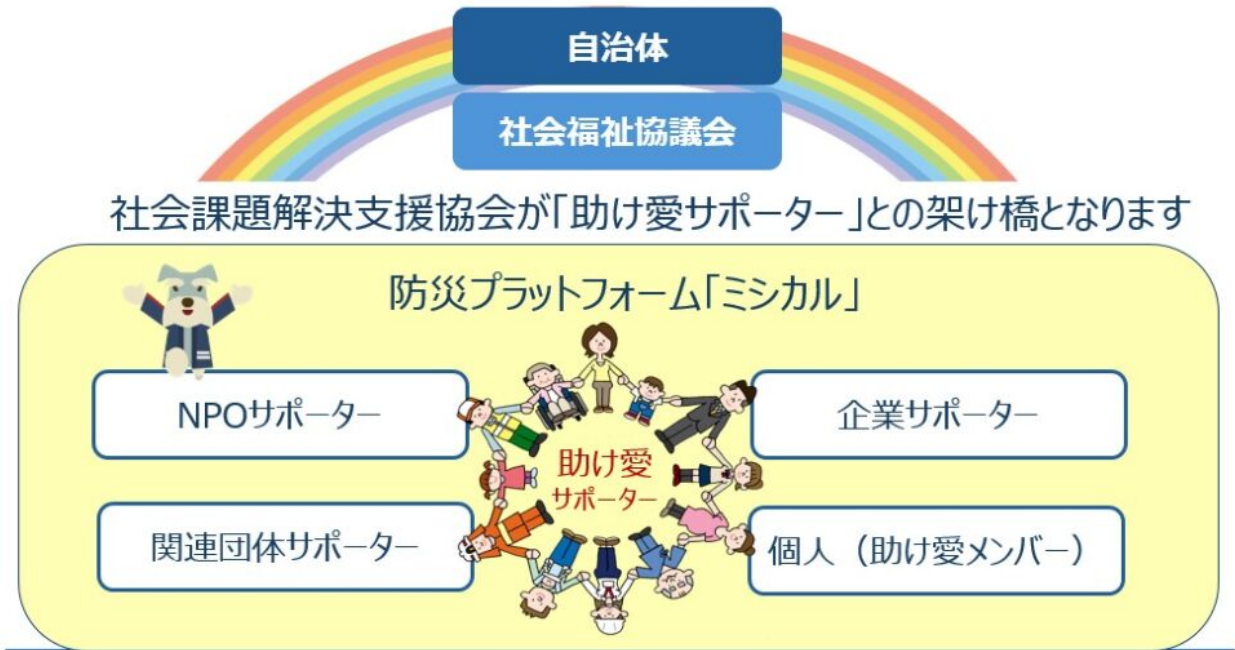 自治体
社会福祉協議会
社会課題解決支援協会が「助け愛サポーター」との架け橋となります
防災プラットフォーム「ミシカル」
NPOサポーター
企業サポーター
助け愛
サポーター
関連団体サポーター
個人（助け愛メンバー）